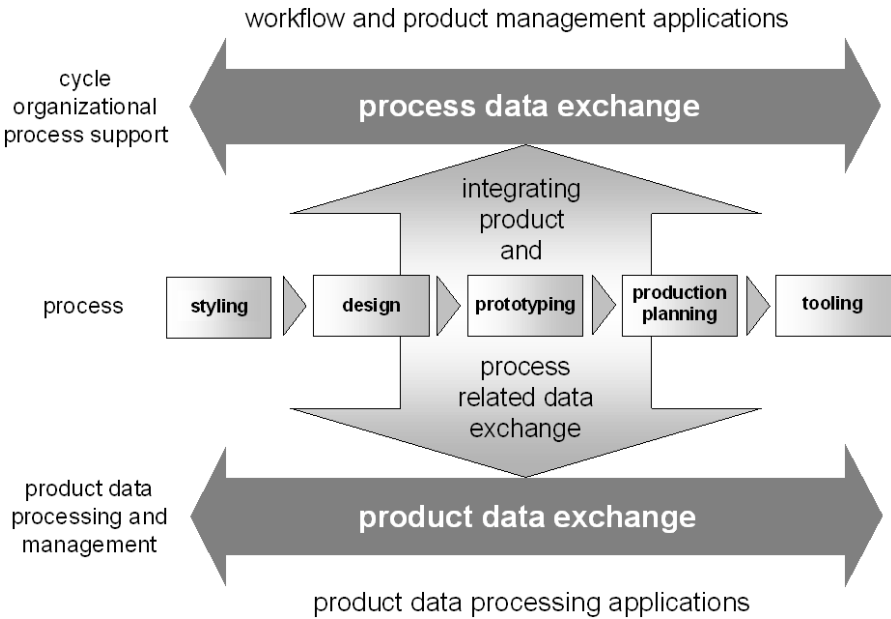 workflow and product management applications
cycle
organizational
process support
process data exchange
integrating
product
and
process
styling
design
prototyping
production
planning
tooling
process
related data
exchange
product data
processing and
management
product data exchange
product data processing applications